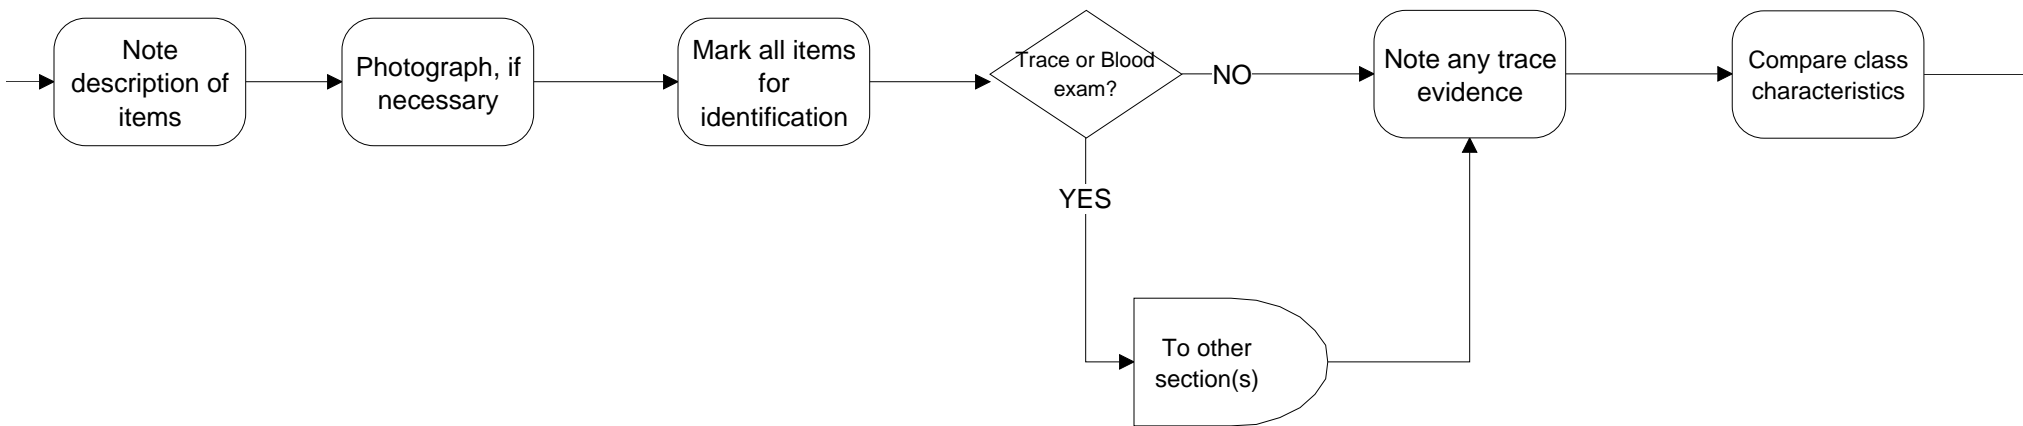 Note
description of
items
Photograph, if
necessary
Mark all items
for
identification
Trace or Blood
exam?
NO
Note any trace
evidence
Compare class
characteristics
YES
To other
section(s)